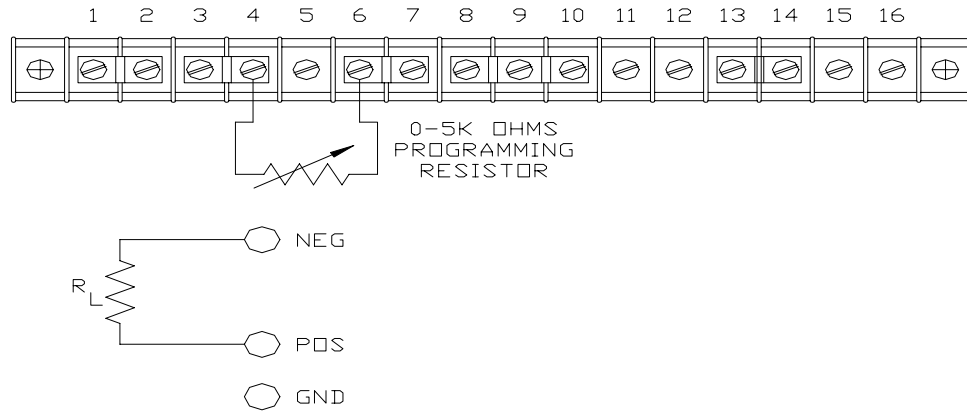 1 2 3 4 5 6 7 8 9 10 11 12 13 14 15 16
0-5K OHMS
PROGRAMMING
RESISTOR
NEG
RL
POS
GND